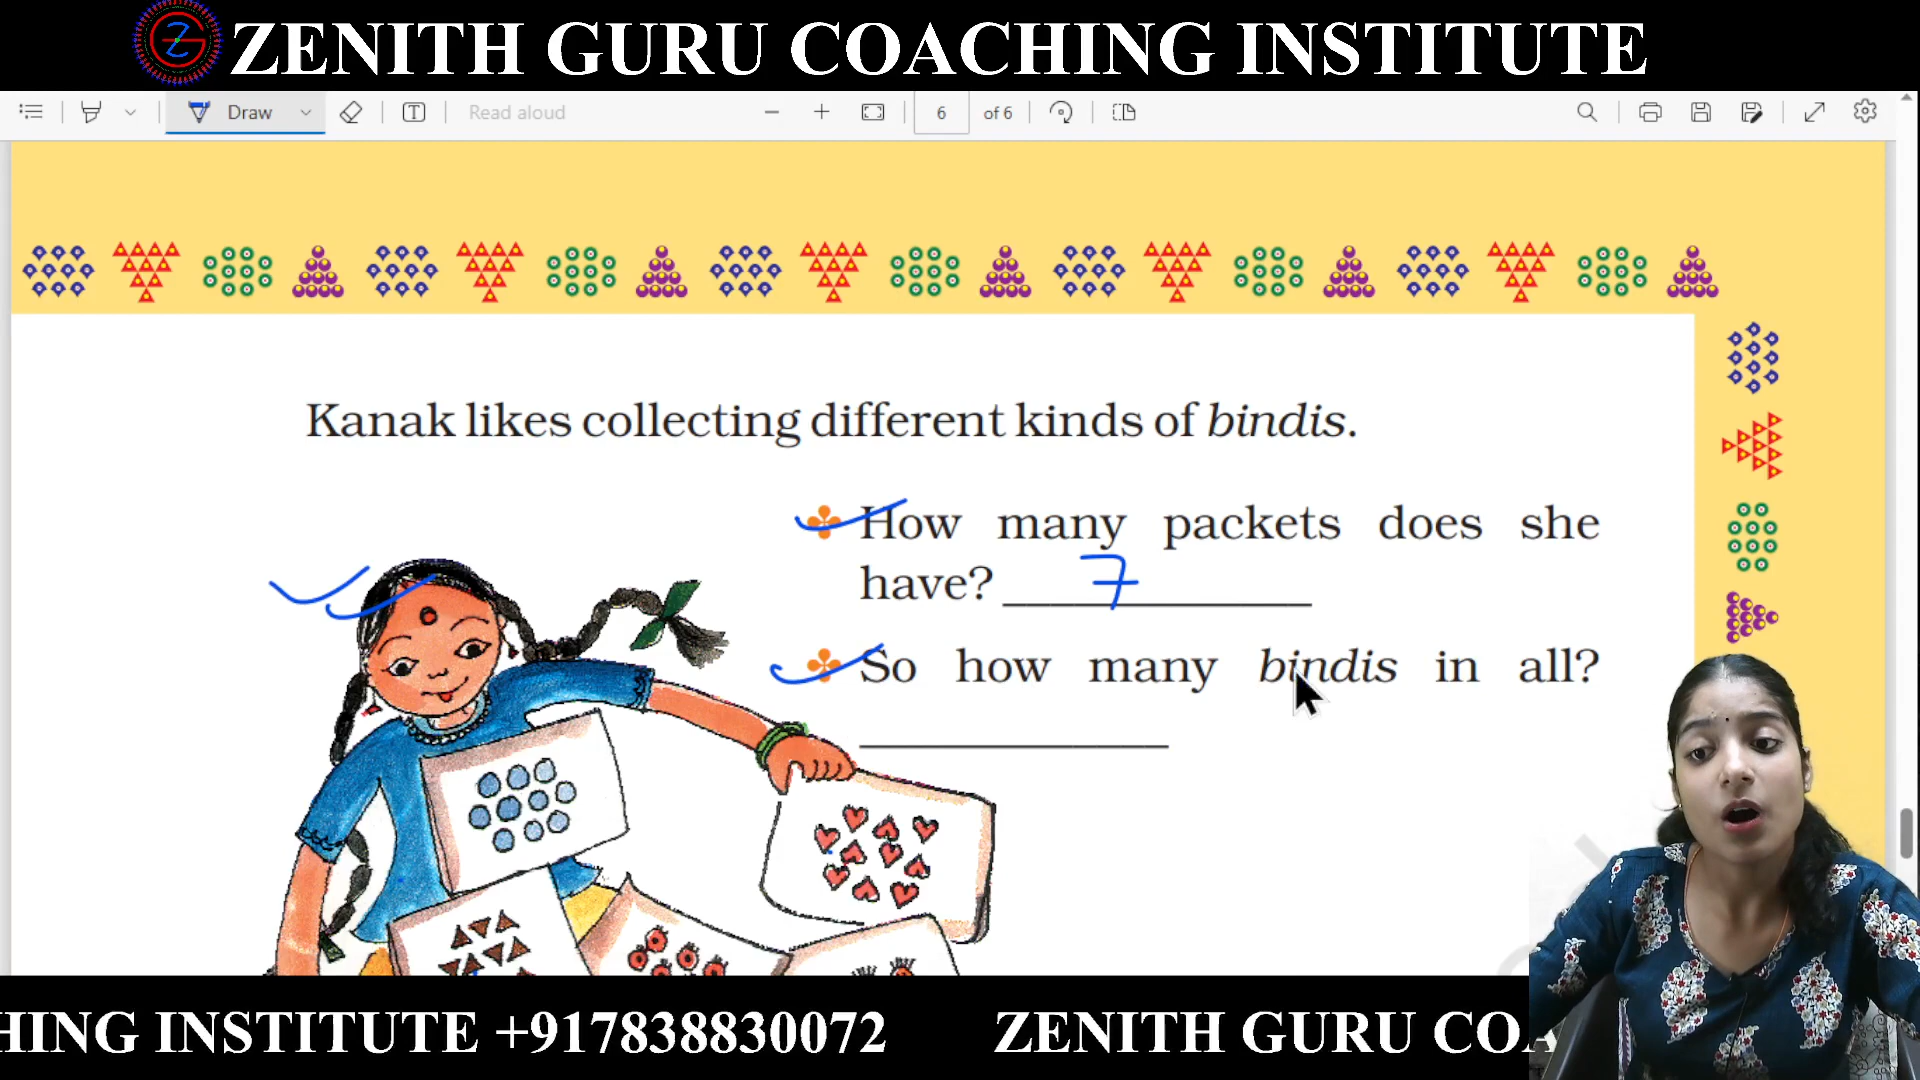 ZENITH GURU COACHING INSTITUTE
Draw
T
Read aloud
6 of 6
Kanak likes collecting different kinds of bindis.
How many packets does she
have? 7
So how many bindis in all?
HING INSTITUTE +917838830072 ZENITH GURU COA